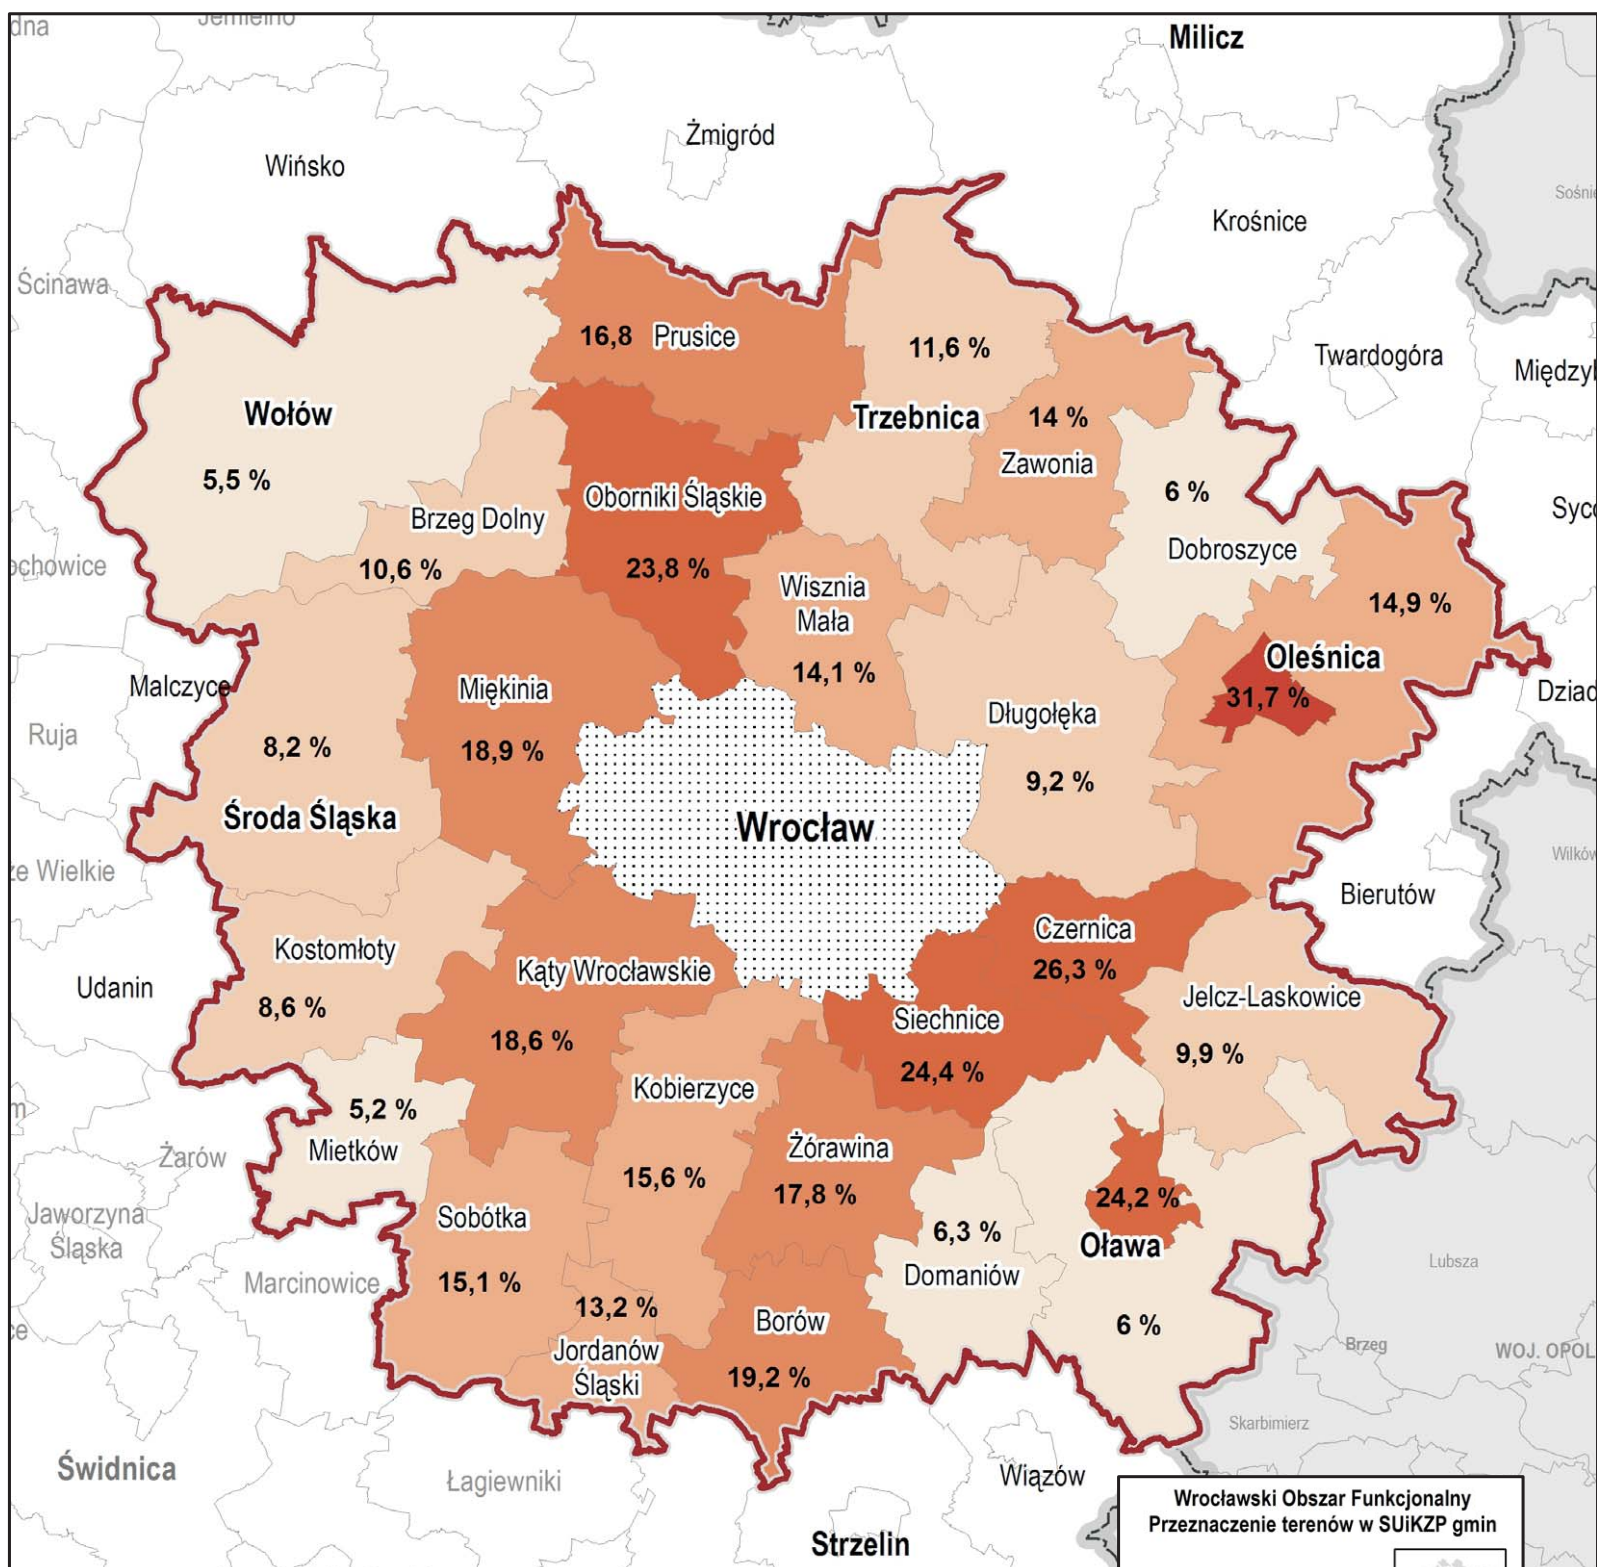 Jemielno
Milicz
Żmigród
Wińsko
Krośnice
Ścinawa
16,8 Prusice
11,6 %
Twardogóra
Wołów
Trzebnica
14 %
Zawonia
5,5 %
Oborniki Śląskie
6 %
Brzeg Dolny
Dobroszyce
10,6 %
23,8 %
Wisznia
Mała
14,9 %
14,1 %
Oleśnica
31,7 %
Malczyce
Miękinia
Długołęka
Ruja
8,2 %
18,9 %
9,2 %
Środa Śląska
Wrocław
Bierutów
Czernica
26,3 %
Kostomłoty
Kąty Wrocławskie
Udanin
8,6 %
Jelcz-Laskowice
Siechnice
18,6 %
9,9 %
24,4 %
Kobierzyce
5,2 %
Mietków
Żarów
Żórawina
15,6 %
17,8 %
24,2 %
Oława
Jaworzyna
Śląska
Sobótka
6,3 %
Domaniów
Lubsza
Marcinowice
15,1 %
13,2 %
Borów
6 %
Jordanów
Śląski
19,2 %
Brzeg
WOJ. OPOL
Skarbimierz
Świdnica
Łagiewniki
Wiązów
Strzelin
Wrocławski Obszar Funkcjonalny
Przeznaczenie terenów w SUiKZP gmin